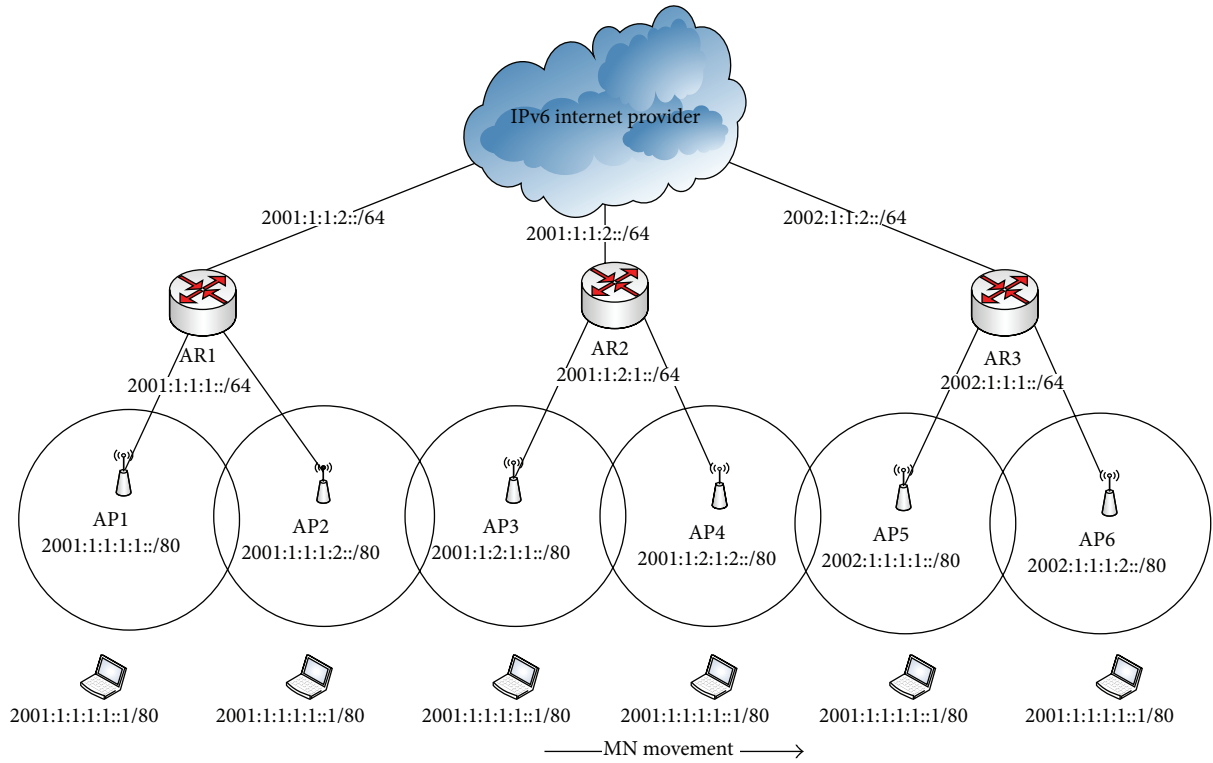 IPv6 internet provider
2001:1:1:2::/64
2001:1:1:2::/64
2002:1:1:2::/64
AR1
AR2
AR3
2001:1:1:1::/64
2001:1:2:1::/64
2002:1:1:1::/64
AP1
2001:1:1:1:1::/80
AP2
2001:1:1:1:2::/80
AP3
2001:1:2:1:1::/80
AP4
2001:1:2:1:2::/80
AP5
2002:1:1:1:1::/80
AP6
2002:1:1:1:2::/80
2001:1:1:1:1::1/80
2001:1:1:1:1::1/80
2001:1:1:1:1::1/80
2001:1:1:1:1::1/80
2001:1:1:1:1::1/80
2001:1:1:1:1::1/80
MN movement